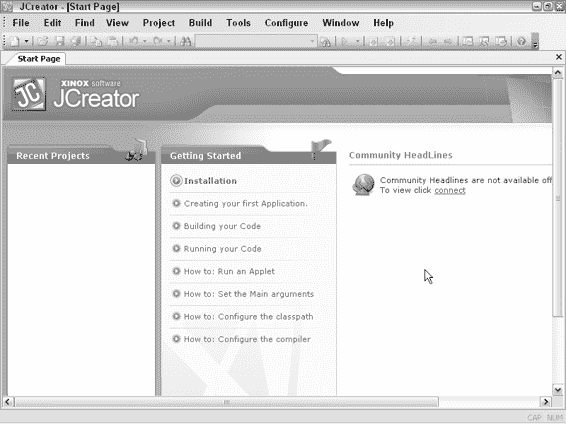 JCreator - [Start Page]
File Edit Find View Project Build Tools Configure Window Help
Start Page
JC
XINOX software
JCreator
Recent Projects
Getting Started
Installation
Creating your first Application.
Building your Code
Running your Code
How to: Run an Applet
How to: Set the Main arguments
How to: Configure the classpath
How to: Configure the compiler
Community HeadLines
Community Headlines are not available off
To view click connect
CAP NUM